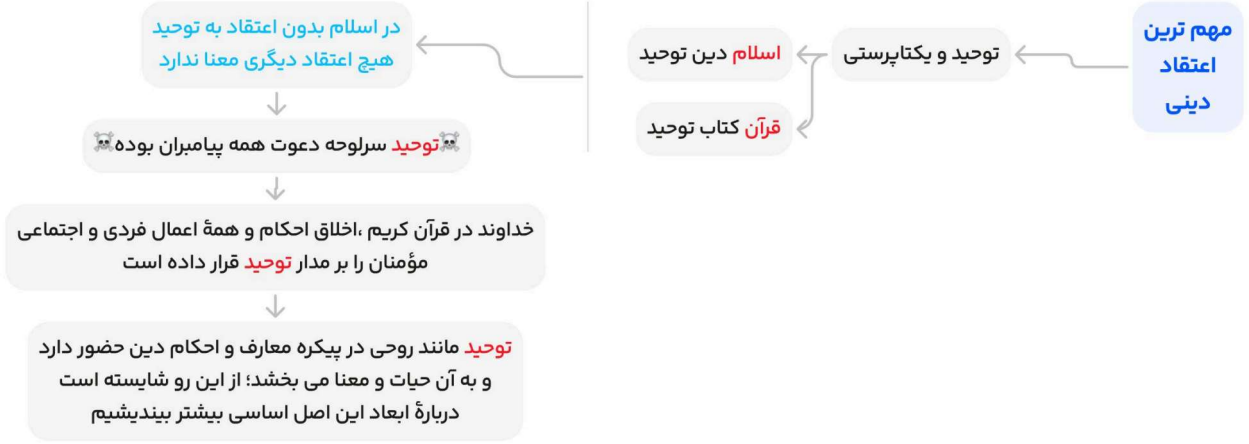 مهم ترین
اعتقاد
دینی
توحید و یکتاپرستی
اسلام دین توحید
قرآن کتاب توحید
در اسلام بدون اعتقاد به توحید
هیچ اعتقاد دیگری معنا ندارد
☠️توحید سرلوحه دعوت همه پیامبران بوده☠️
خداوند در قرآن کریم ،اخلاق احکام و همهٔ اعمال فردی و اجتماعی
مؤمنان را بر مدار توحید قرار داده است
توحید مانند روحی در پیکره معارف و احکام دین حضور دارد
و به آن حیات و معنا می بخشد؛ از این رو شایسته است
دربارهٔ ابعاد این اصل اساسی بیشتر بیندیشیم